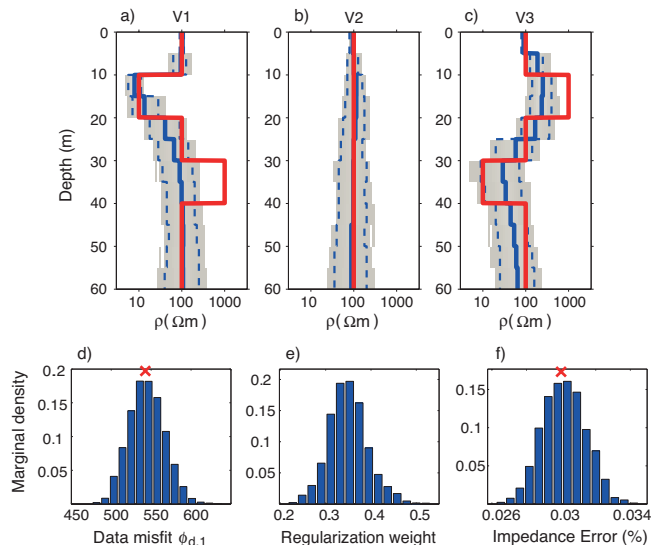 a) V1
b) V2
c) V3
Depth (m)
0
10
20
30
40
50
60
10 100 1000
ρ(Ωm)
0
10
20
30
40
50
60
10 100 1000
ρ(Ωm)
0
10
20
30
40
50
60
10 100 1000
ρ(Ωm)
d)
e)
f)
Marginal density
0.2
0.15
0.1
0.05
450 500 550 600
Data misfit ϕd,1
0.2
0.15
0.1
0.05
0.2 0.3 0.4 0.5
Regularization weight
0.15
0.1
0.05
0.026 0.03 0.034
Impedance Error (%)